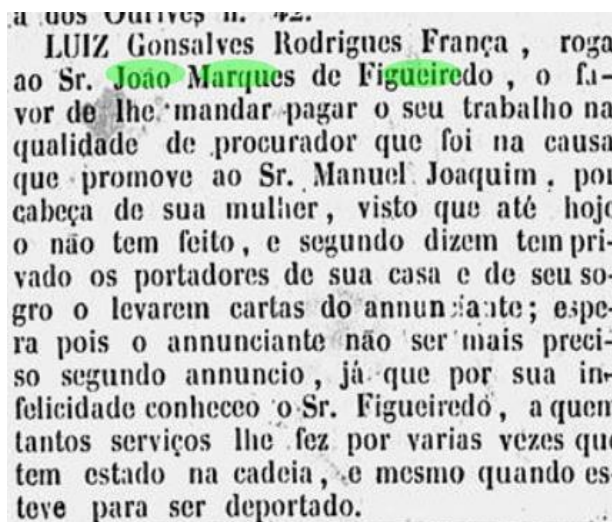 a dos Ourives n. 42.
LUIZ Gonsalves Rodrigues França, roga
ao Sr. João Marques de Figueiredo, o fa-
vor de lhe mandar pagar o seu trabalho na
qualidade de procurador que foi na causa
que promove ao Sr. Manuel Joaquim, por
cabeça de sua mulher, visto que até hoje
o não tem feito, e segundo dizem tem pri-
vado os portadores de sua casa e de seu so-
gro o levarem cartas do annunciante; espe-
ra pois o annunciante não ser mais preci-
so segundo annuncio, já que por sua in-
felicidade conheceo o Sr. Figueiredo, a quem
tantos serviços lhe fez por varias vezes que
tem estado na cadeia, e mesmo quando es-
teve para ser deportado.